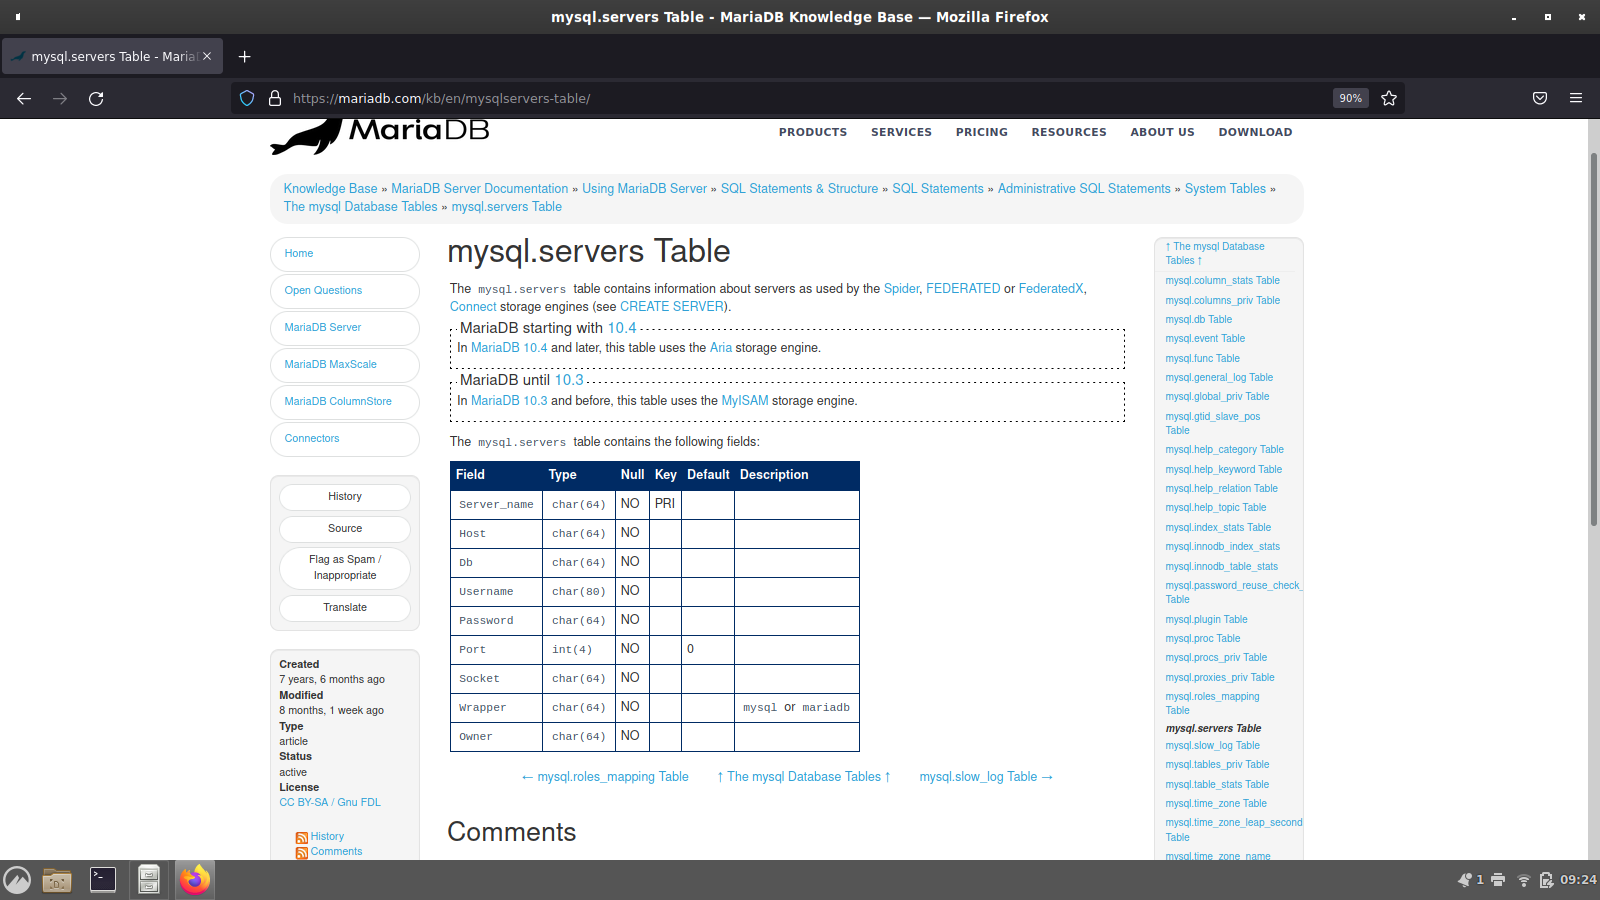 mysql.servers Table - MariaDB Knowledge Base — Mozilla Firefox
mysql.servers Table - Maria
https://mariadb.com/kb/en/mysqlservers-table/
90%
MariaDB
PRODUCTS SERVICES PRICING RESOURCES ABOUT US DOWNLOAD
Knowledge Base » MariaDB Server Documentation » Using MariaDB Server » SQL Statements & Structure » SQL Statements » Administrative SQL Statements » System Tables »
The mysql Database Tables » mysql.servers Table
Home
Open Questions
MariaDB Server
MariaDB MaxScale
MariaDB ColumnStore
Connectors
History
Source
Flag as Spam /
Inappropriate
Translate
Created
7 years, 6 months ago
Modified
8 months, 1 week ago
Type
article
Status
active
License
CC BY-SA / Gnu FDL
History
Comments
mysql.servers Table
The mysql.servers table contains information about servers as used by the Spider, FEDERATED or FederatedX,
Connect storage engines (see CREATE SERVER).
MariaDB starting with 10.4
In MariaDB 10.4 and later, this table uses the Aria storage engine.
MariaDB until 10.3
In MariaDB 10.3 and before, this table uses the MyISAM storage engine.
The mysql.servers table contains the following fields:
Field Type Null Key Default Description
Server_name char(64) NO PRI
Host char(64) NO
Db char(64) NO
Username char(80) NO
Password char(64) NO
Port int(4) NO 0
Socket char(64) NO
Wrapper char(64) NO mysql or mariadb
Owner char(64) NO
← mysql.roles_mapping Table ↑ The mysql Database Tables ↑ mysql.slow_log Table →
Comments
↑ The mysql Database
Tables ↑
mysql.column_stats Table
mysql.columns_priv Table
mysql.db Table
mysql.event Table
mysql.func Table
mysql.general_log Table
mysql.global_priv Table
mysql.gtid_slave_pos
Table
mysql.help_category Table
mysql.help_keyword Table
mysql.help_relation Table
mysql.help_topic Table
mysql.index_stats Table
mysql.innodb_index_stats
mysql.innodb_table_stats
mysql.password_reuse_check_
Table
mysql.plugin Table
mysql.proc Table
mysql.procs_priv Table
mysql.proxies_priv Table
mysql.roles_mapping
Table
mysql.servers Table
mysql.slow_log Table
mysql.tables_priv Table
mysql.table_stats Table
mysql.time_zone Table
mysql.time_zone_leap_second
Table
mysql.time_zone_name
1
09:24